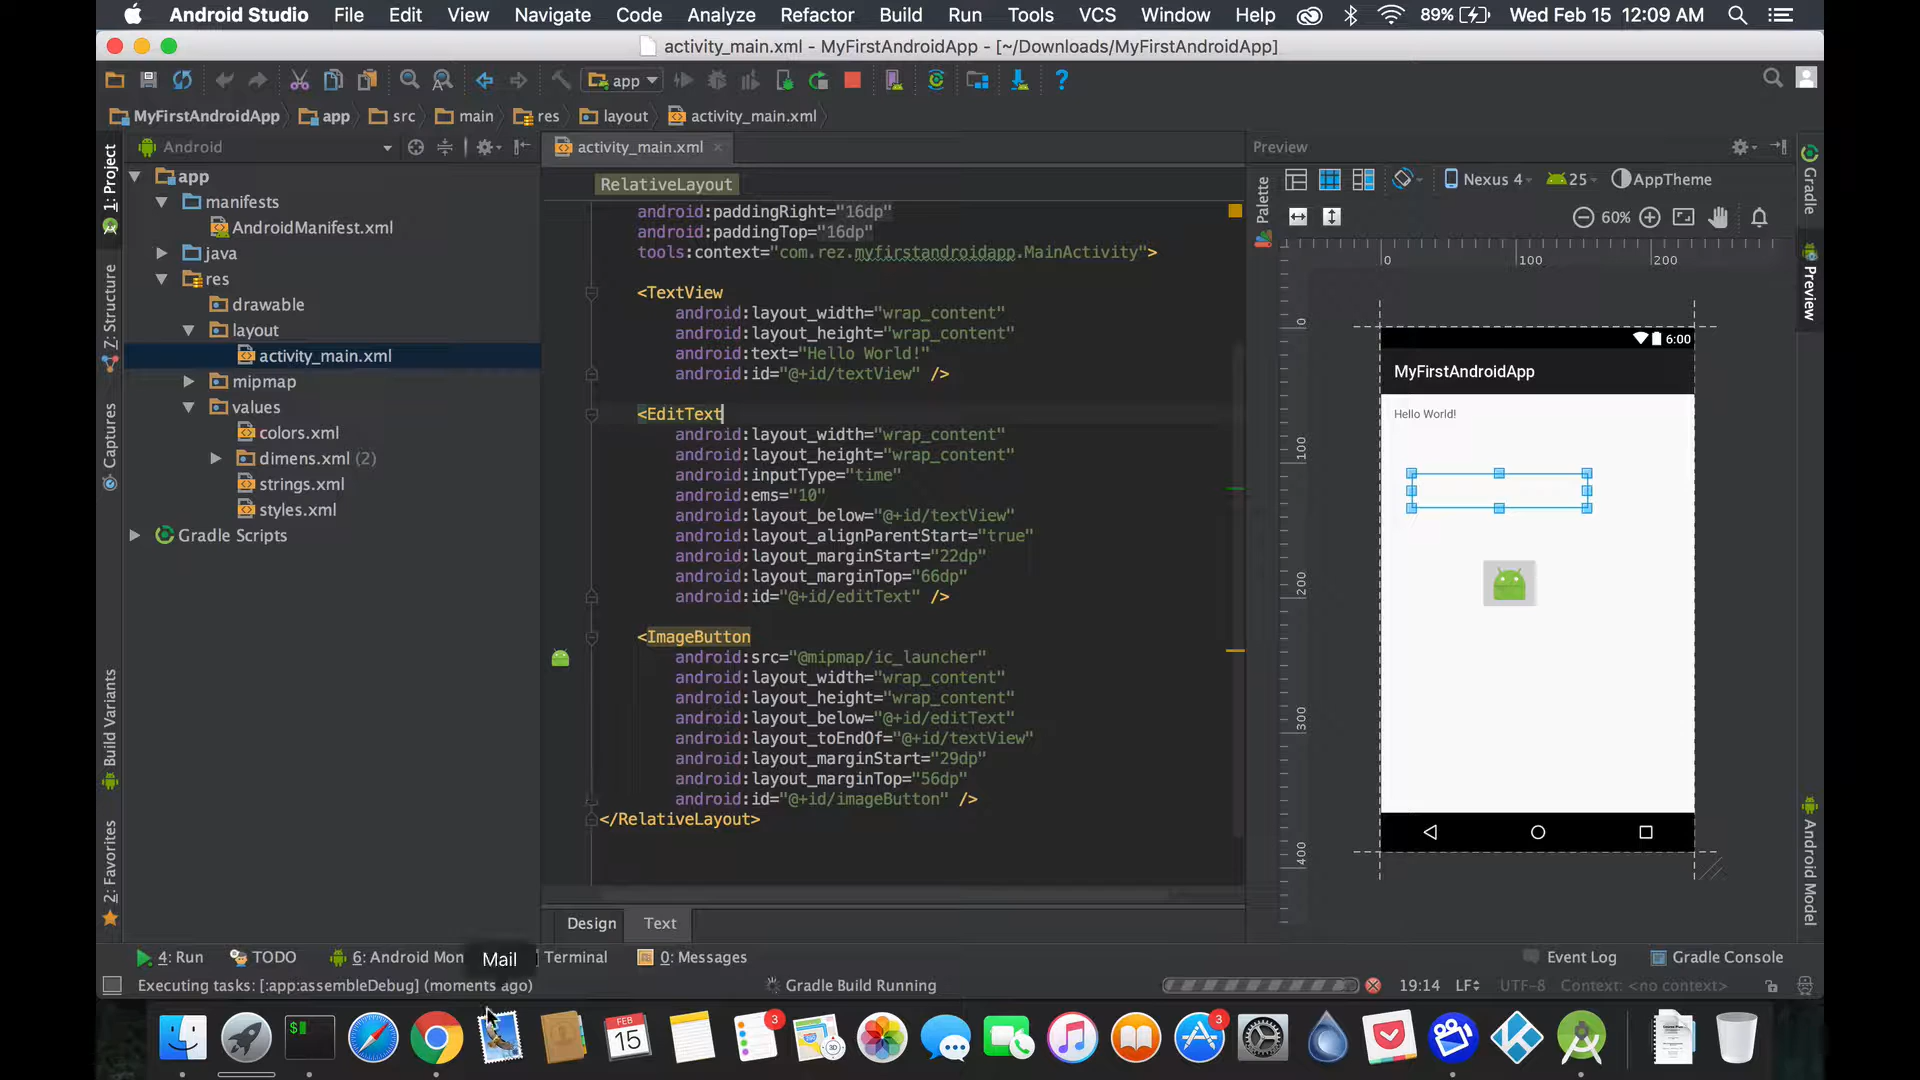 Android Studio File Edit View Navigate Code Analyze Refactor Build Run Tools VCS Window Help 89% Wed Feb 15 12:09 AM
activity_main.xml - MyFirstAndroidApp - [~/Downloads/MyFirstAndroidApp]
app
MyFirstAndroidApp app src main res layout activity_main.xml
1: Project
Z: Structure
Captures
Build Variants
2: Favorites
Android
app
manifests
AndroidManifest.xml
java
res
drawable
layout
activity_main.xml
mipmap
values
colors.xml
dimens.xml (2)
strings.xml
styles.xml
Gradle Scripts
activity_main.xml
RelativeLayout
android:paddingRight="16dp"
android:paddingTop="16dp"
tools:context="com.rez.myfirstandroidapp.MainActivity">
<TextView
android:layout_width="wrap_content"
android:layout_height="wrap_content"
android:text="Hello World!"
android:id="@+id/textView" />
<EditText
android:layout_width="wrap_content"
android:layout_height="wrap_content"
android:inputType="time"
android:ems="10"
android:layout_below="@+id/textView"
android:layout_alignParentStart="true"
android:layout_marginStart="22dp"
android:layout_marginTop="66dp"
android:id="@+id/editText" />
<ImageButton
android:src="@mipmap/ic_launcher"
android:layout_width="wrap_content"
android:layout_height="wrap_content"
android:layout_below="@+id/editText"
android:layout_toEndOf="@+id/textView"
android:layout_marginStart="29dp"
android:layout_marginTop="56dp"
android:id="@+id/imageButton" />
</RelativeLayout>
Design Text
Preview
Palette
Nexus 4 25 AppTheme
60%
0 100 200
0
100
200
300
400
6:00
MyFirstAndroidApp
Hello World!
Gradle
Preview
Android Model
4: Run TODO 6: Android Mon Mail Terminal 0: Messages Event Log Gradle Console
Executing tasks: [:app:assembleDebug] (moments ago) Gradle Build Running 19:14 LF UTF-8 Context: <no context>
$
FEB
15
3
3D
3